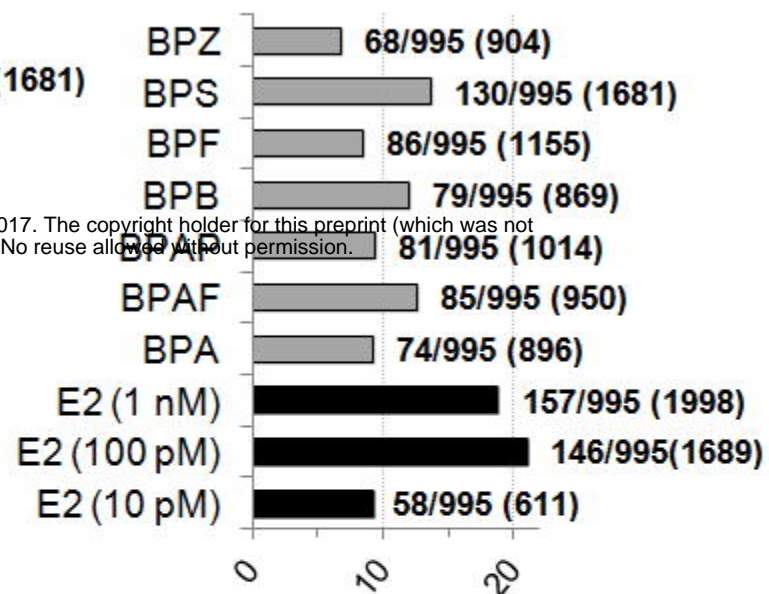 BPZ 68/995 (904)
1681)
BPS 130/995 (1681)
BPF 86/995 (1155)
BPB 79/995 (869)
017. The copyright holder for this preprint (which was not
No reuse allowed without permission.
BPAP 81/995 (1014)
BPAF 85/995 (950)
BPA 74/995 (896)
E2 (1 nM) 157/995 (1998)
E2 (100 pM) 146/995(1689)
E2 (10 pM) 58/995 (611)
0 10 20